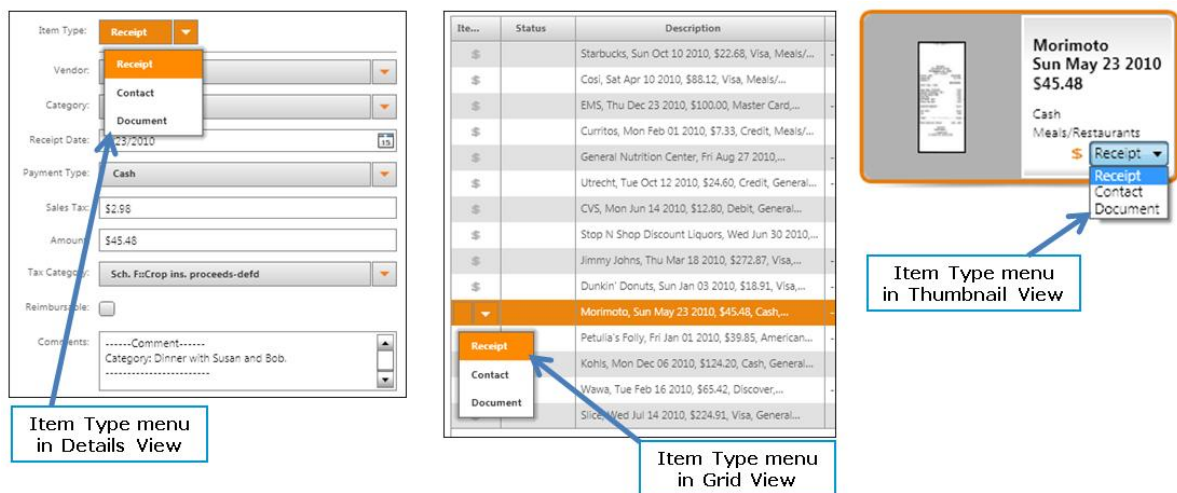 Item Type: Receipt
Receipt
Contact
Document
Vendor:
Category:
Receipt Date: 23/2010 15
Payment Type: Cash
Sales Tax: $2.98
Amoun $45.48
Tax Category: Sch. F::Crop ins. proceeds-defd
Reimbursable:
Comments: ------Comment------
Category: Dinner with Susan and Bob.
-----------------------
Item Type menu
in Details View
Ite... Status Description
$ Starbucks, Sun Oct 10 2010, $22.68, Visa, Meals/...
$ Cosi, Sat Apr 10 2010, $88.12, Visa, Meals/...
$ EMS, Thu Dec 23 2010, $100.00, Master Card,...
$ Curritos, Mon Feb 01 2010, $7.33, Credit, Meals/...
$ General Nutrition Center, Fri Aug 27 2010,...
$ Utrecht, Tue Oct 12 2010, $24.60, Credit, General...
$ CVS, Mon Jun 14 2010, $12.80, Debit, General...
$ Stop N Shop Discount Liquors, Wed Jun 30 2010,...
$ Jimmy Johns, Thu Mar 18 2010, $272.87, Visa,...
$ Dunkin' Donuts, Sun Jan 03 2010, $18.91, Visa,...
Morimoto, Sun May 23 2010, $45.48, Cash,...
Petulia's Folly, Fri Jan 01 2010, $39.85, American...
Kohls, Mon Dec 06 2010, $124.20, Cash, General...
Wawa, Tue Feb 16 2010, $65.42, Discover,...
Slice, Wed Jul 14 2010, $224.91, Visa, General...
Receipt
Contact
Document
Item Type menu
in Grid View
Morimoto
Sun May 23 2010
$45.48
Cash
Meals/Restaurants
$ Receipt
Receipt
Contact
Document
Item Type menu
in Thumbnail View